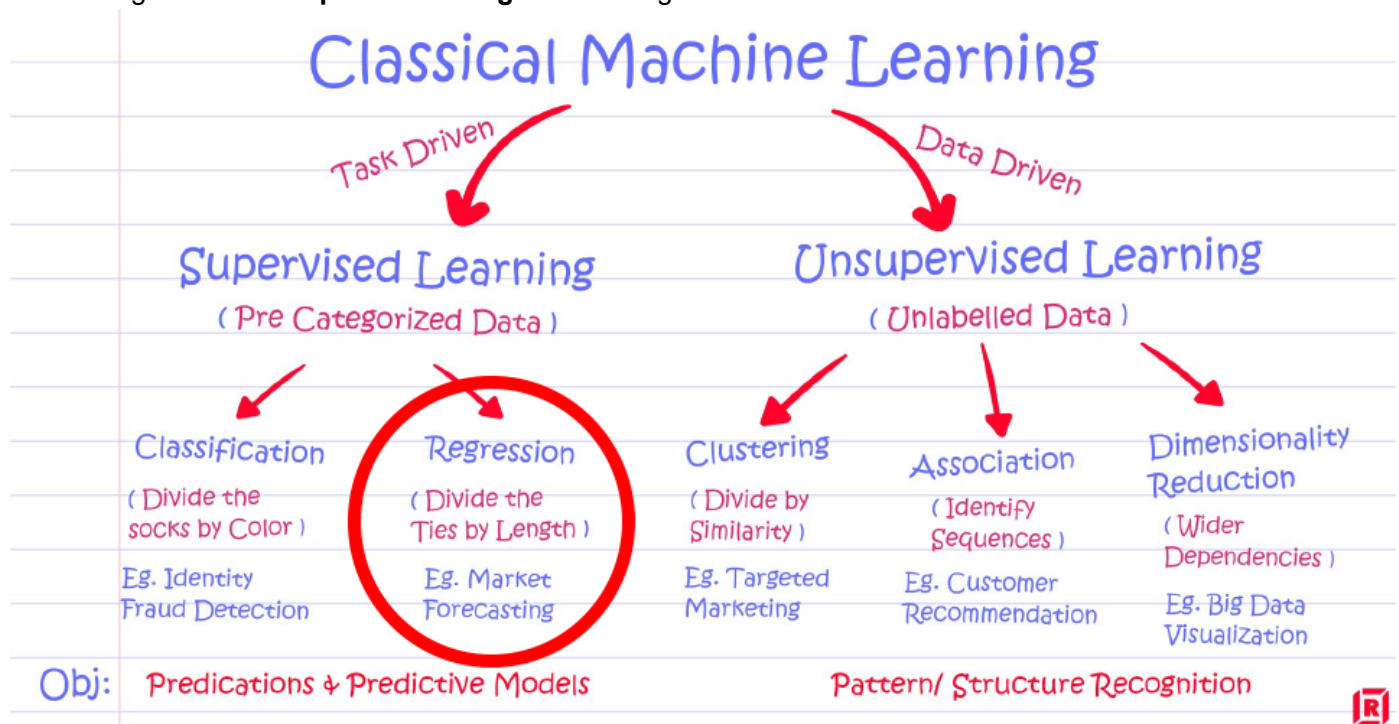 Classical Machine Learning
Task Driven
Data Driven
Supervised Learning
( Pre Categorized Data )
Unsupervised Learning
( Unlabelled Data )
Classification
( Divide the
socks by Color )
Eg. Identity
Fraud Detection
Regression
( Divide the
Ties by Length )
Eg. Market
Forecasting
Clustering
( Divide by
Similarity )
Eg. Targeted
Marketing
Association
( Identify
Sequences )
Eg. Customer
Recommendation
Dimensionality
Reduction
( Wider
Dependencies )
Eg. Big Data
Visualization
Obj: Predications & Predictive Models
Pattern/ Structure Recognition
R